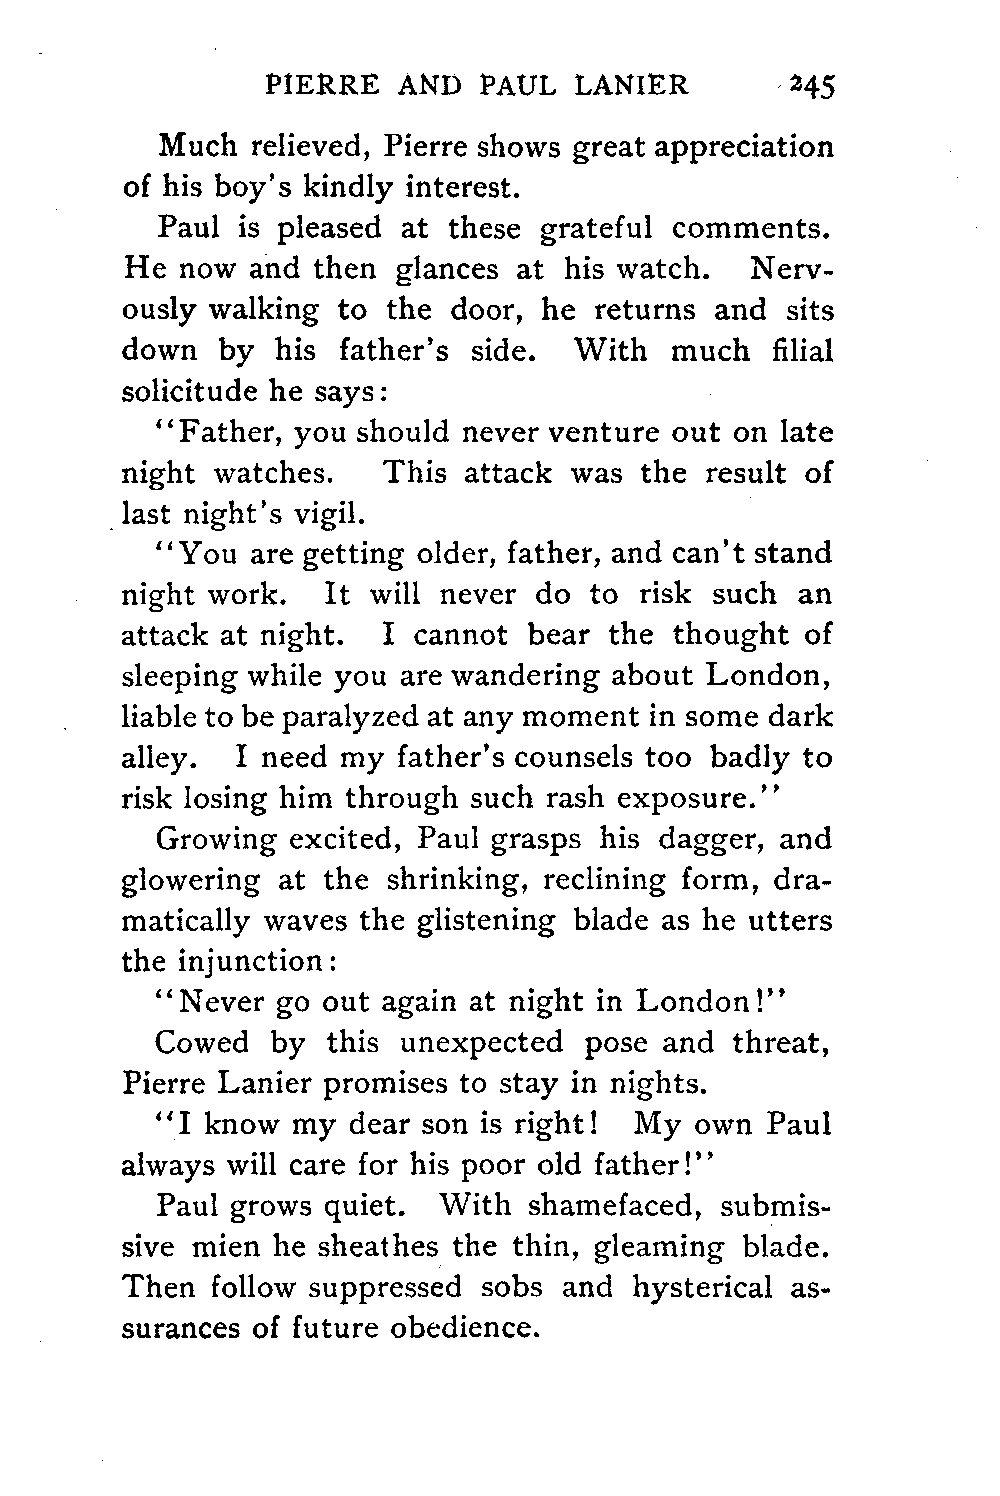 PIERRE AND PAUL LANIER 245
Much relieved, Pierre shows great appreciation
of his boy's kindly interest.
Paul is pleased at these grateful comments.
He now and then glances at his watch. Nerv-
ously walking to the door, he returns and sits
down by his father's side. With much filial
solicitude he says:
"Father, you should never venture out on late
night watches. This attack was the result of
last night's vigil.
"You are getting older, father, and can't stand
night work. It will never do to risk such an
attack at night. I cannot bear the thought of
sleeping while you are wandering about London,
liable to be paralyzed at any moment in some dark
alley. I need my father's counsels too badly to
risk losing him through such rash exposure."
Growing excited, Paul grasps his dagger, and
glowering at the shrinking, reclining form, dra-
matically waves the glistening blade as he utters
the injunction:
"Never go out again at night in London!"
Cowed by this unexpected pose and threat,
Pierre Lanier promises to stay in nights.
"I know my dear son is right! My own Paul
always will care for his poor old father!"
Paul grows quiet. With shamefaced, submis-
sive mien he sheathes the thin, gleaming blade.
Then follow suppressed sobs and hysterical as-
surances of future obedience.